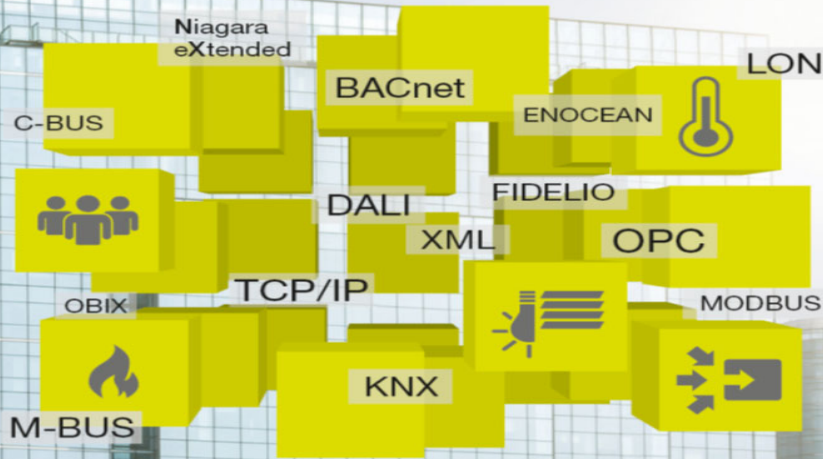 Niagara
eXtended
LON
BACnet
C-BUS
ENOCEAN
DALI
FIDELIO
XML
OPC
TCP/IP
OBIX
MODBUS
KNX
M-BUS